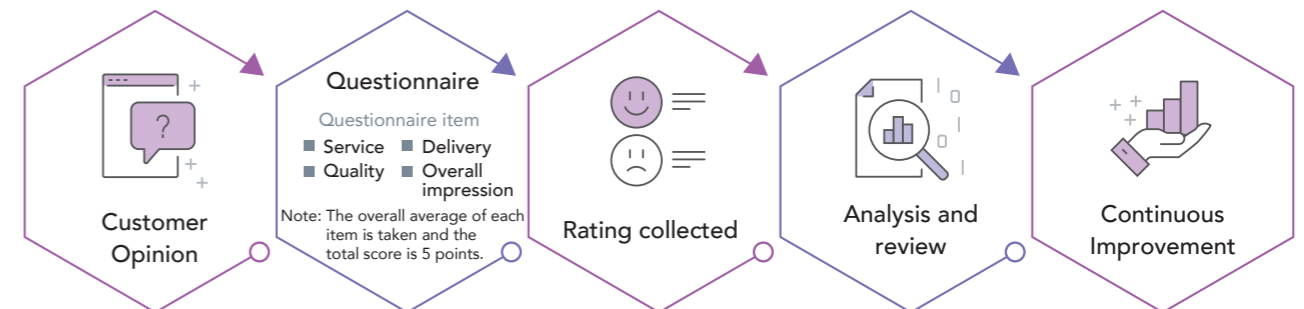 Customer
Opinion
Questionnaire
Questionnaire item
Service
Delivery
Quality
Overall
impression
Note: The overall average of each
item is taken and the
total score is 5 points.
Rating collected
Analysis and
review
Continuous
Improvement